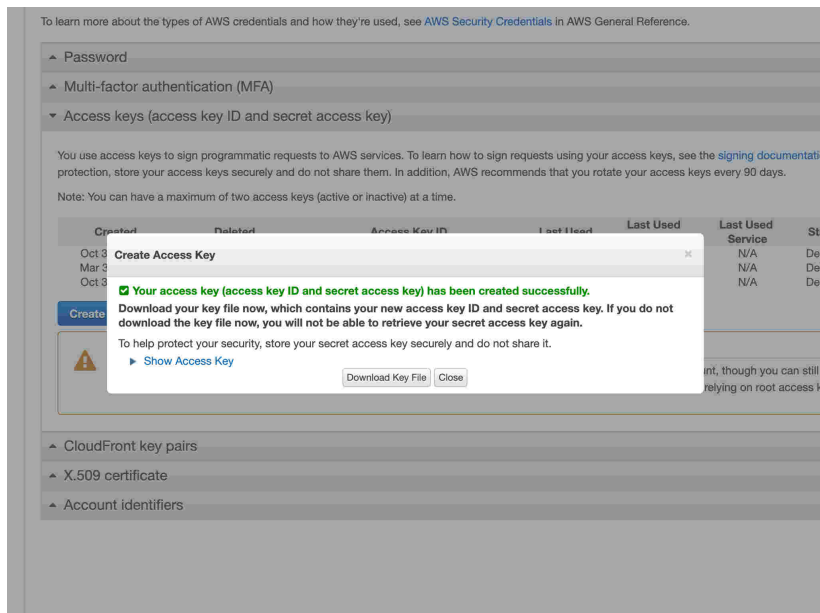 To learn more about the types of AWS credentials and how they're used, see AWS Security Credentials in AWS General Reference.
Password
Multi-factor authentication (MFA)
Access keys (access key ID and secret access key)
You use access keys to sign programmatic requests to AWS services. To learn how to sign requests using your access keys, see the signing
protection, store your access keys securely and do not share them. In addition, AWS recommends that you rotate your access keys every 90 days.
Note: You can have a maximum of two access keys (active or inactive) at a time.
Created Deleted Access Key ID Last Used Last Used Last Used Service
Oct 3 N/A
Mar 3 N/A
Oct 3 N/A
Create
Create Access Key
Your access key (access key ID and secret access key) has been created successfully.
Download your key file now, which contains your new access key ID and secret access key. If you do not
download the key file now, you will not be able to retrieve your secret access key again.
To help protect your security, store your secret access key securely and do not share it.
Show Access Key
Download Key File Close
though you can still
relying on root access
CloudFront key pairs
X.509 certificate
Account identifiers